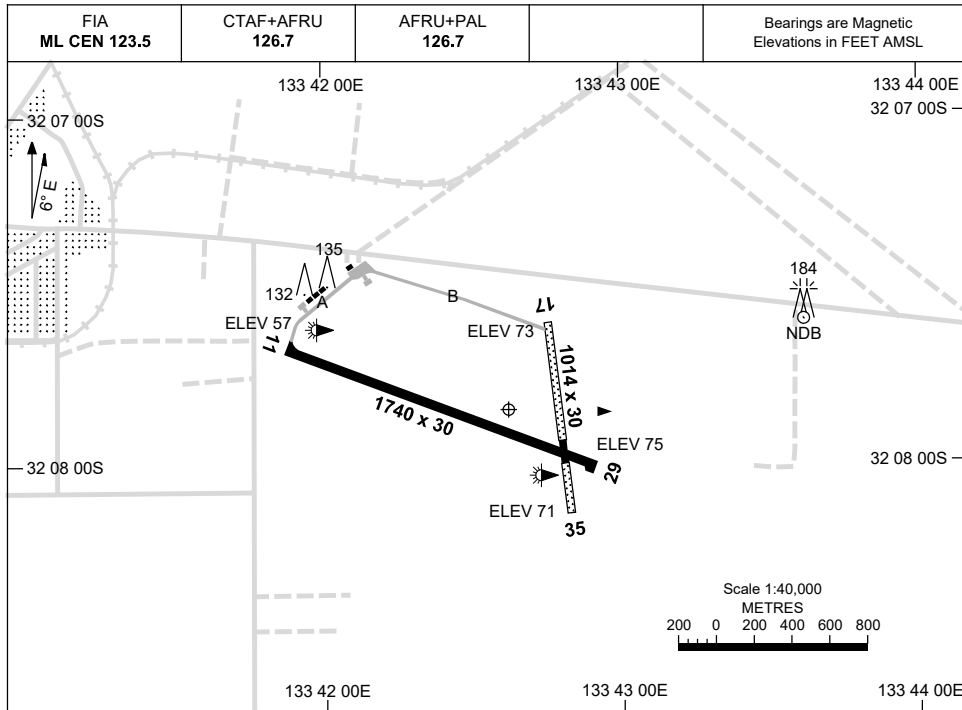 FIA
ML CEN 123.5
CTAF+AFRU
126.7
AFRU+PAL
126.7
Bearings are Magnetic
Elevations in FEET AMSL
133 42 00E
133 43 00E
133 44 00E
32 07 00S
32 07 00S
6° E
135
132
A
B
184
NDB
ELEV 57
ELEV 73
17
11
1014 x 30
1740 x 30
ELEV 75
32 08 00S
32 08 00S
29
ELEV 71
35
Scale 1:40,000
METRES
200 0 200 400 600 800
133 42 00E
133 43 00E
133 44 00E